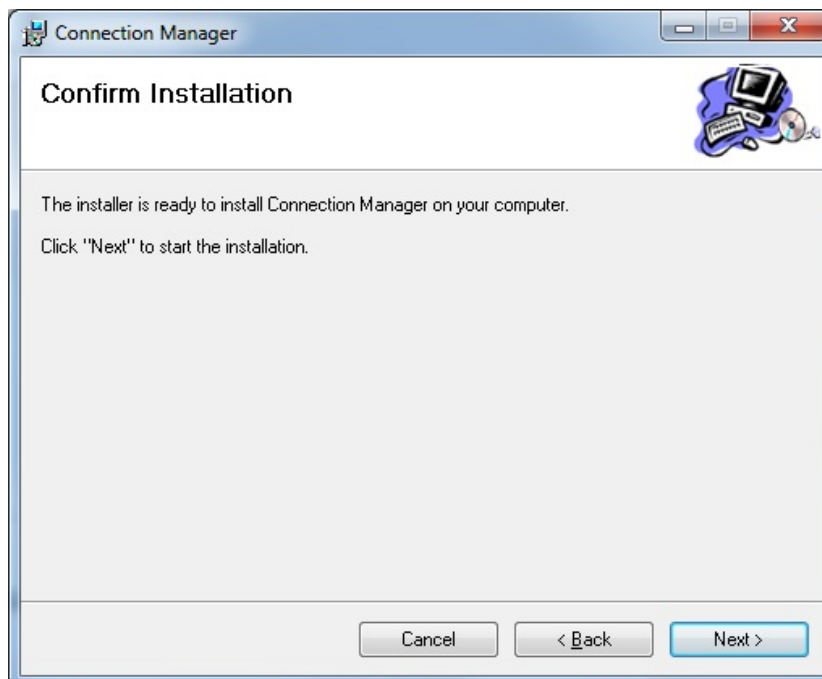 Connection Manager
Confirm Installation
The installer is ready to install Connection Manager on your computer.
Click "Next" to start the installation.
Cancel
< Back
Next >